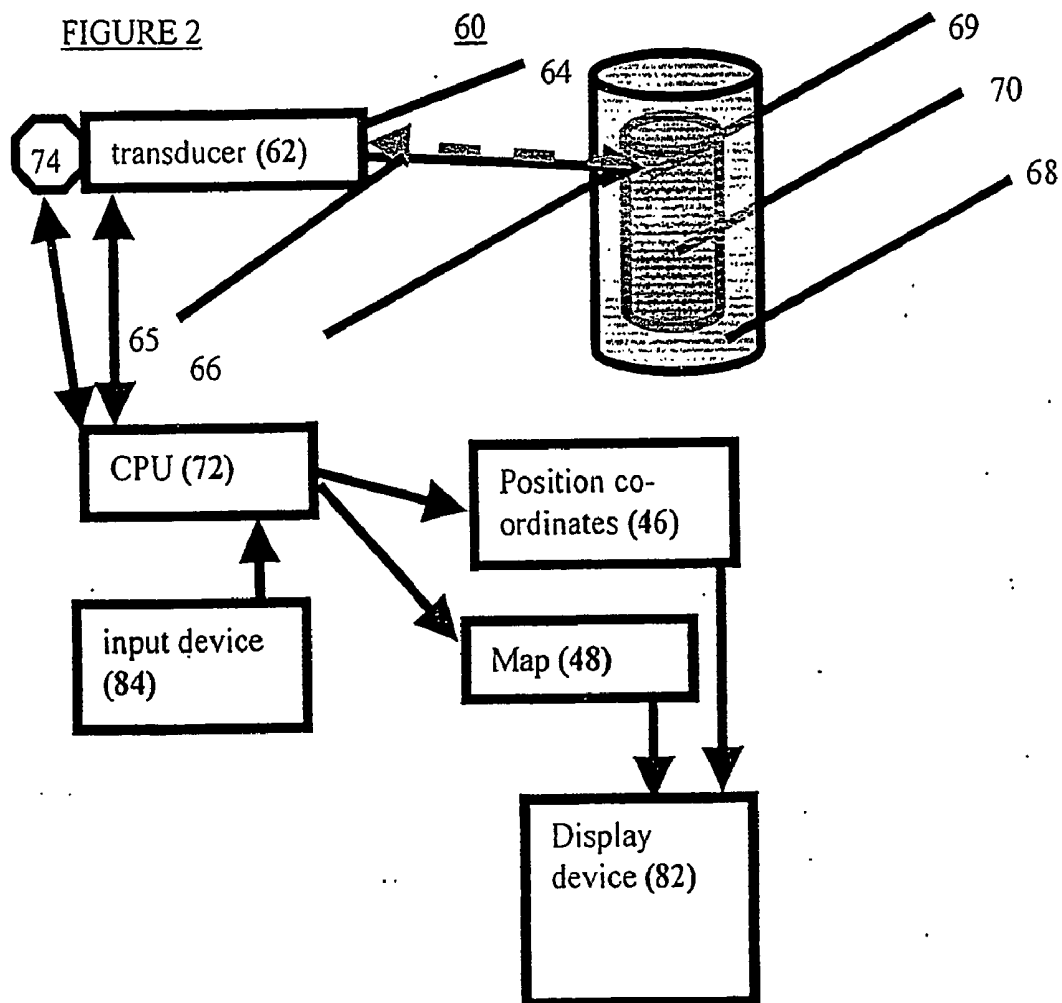 FIGURE 2
60
69
64
70
74
transducer (62)
68
65
66
CPU (72)
Position co-
ordinates (46)
input device
(84)
Map (48)
Display
device (82)